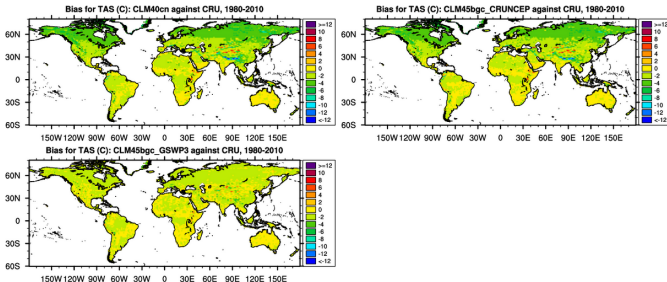 Bias for TAS (C): CLM40cn against CRU, 1980-2010
60N
30N
0
30S
60S
150W 120W 90W 60W 30W 0 30E 60E 90E 120E 150E
>=12
10
8
6
4
2
0
-2
-4
-6
-8
-10
<-12
Bias for TAS (C): CLM45bgc_CRUNCEP against CRU, 1980-2010
60N
30N
0
30S
60S
150W 120W 90W 60W 30W 0 30E 60E 90E 120E 150E
>=12
10
8
6
4
2
0
-2
-4
-6
-8
-10
<-12
Bias for TAS (C): CLM45bgc_GSWP3 against CRU, 1980-2010
60N
30N
0
30S
60S
150W 120W 90W 60W 30W 0 30E 60E 90E 120E 150E
>=12
10
8
6
4
2
0
-2
-4
-6
-8
-10
<-12